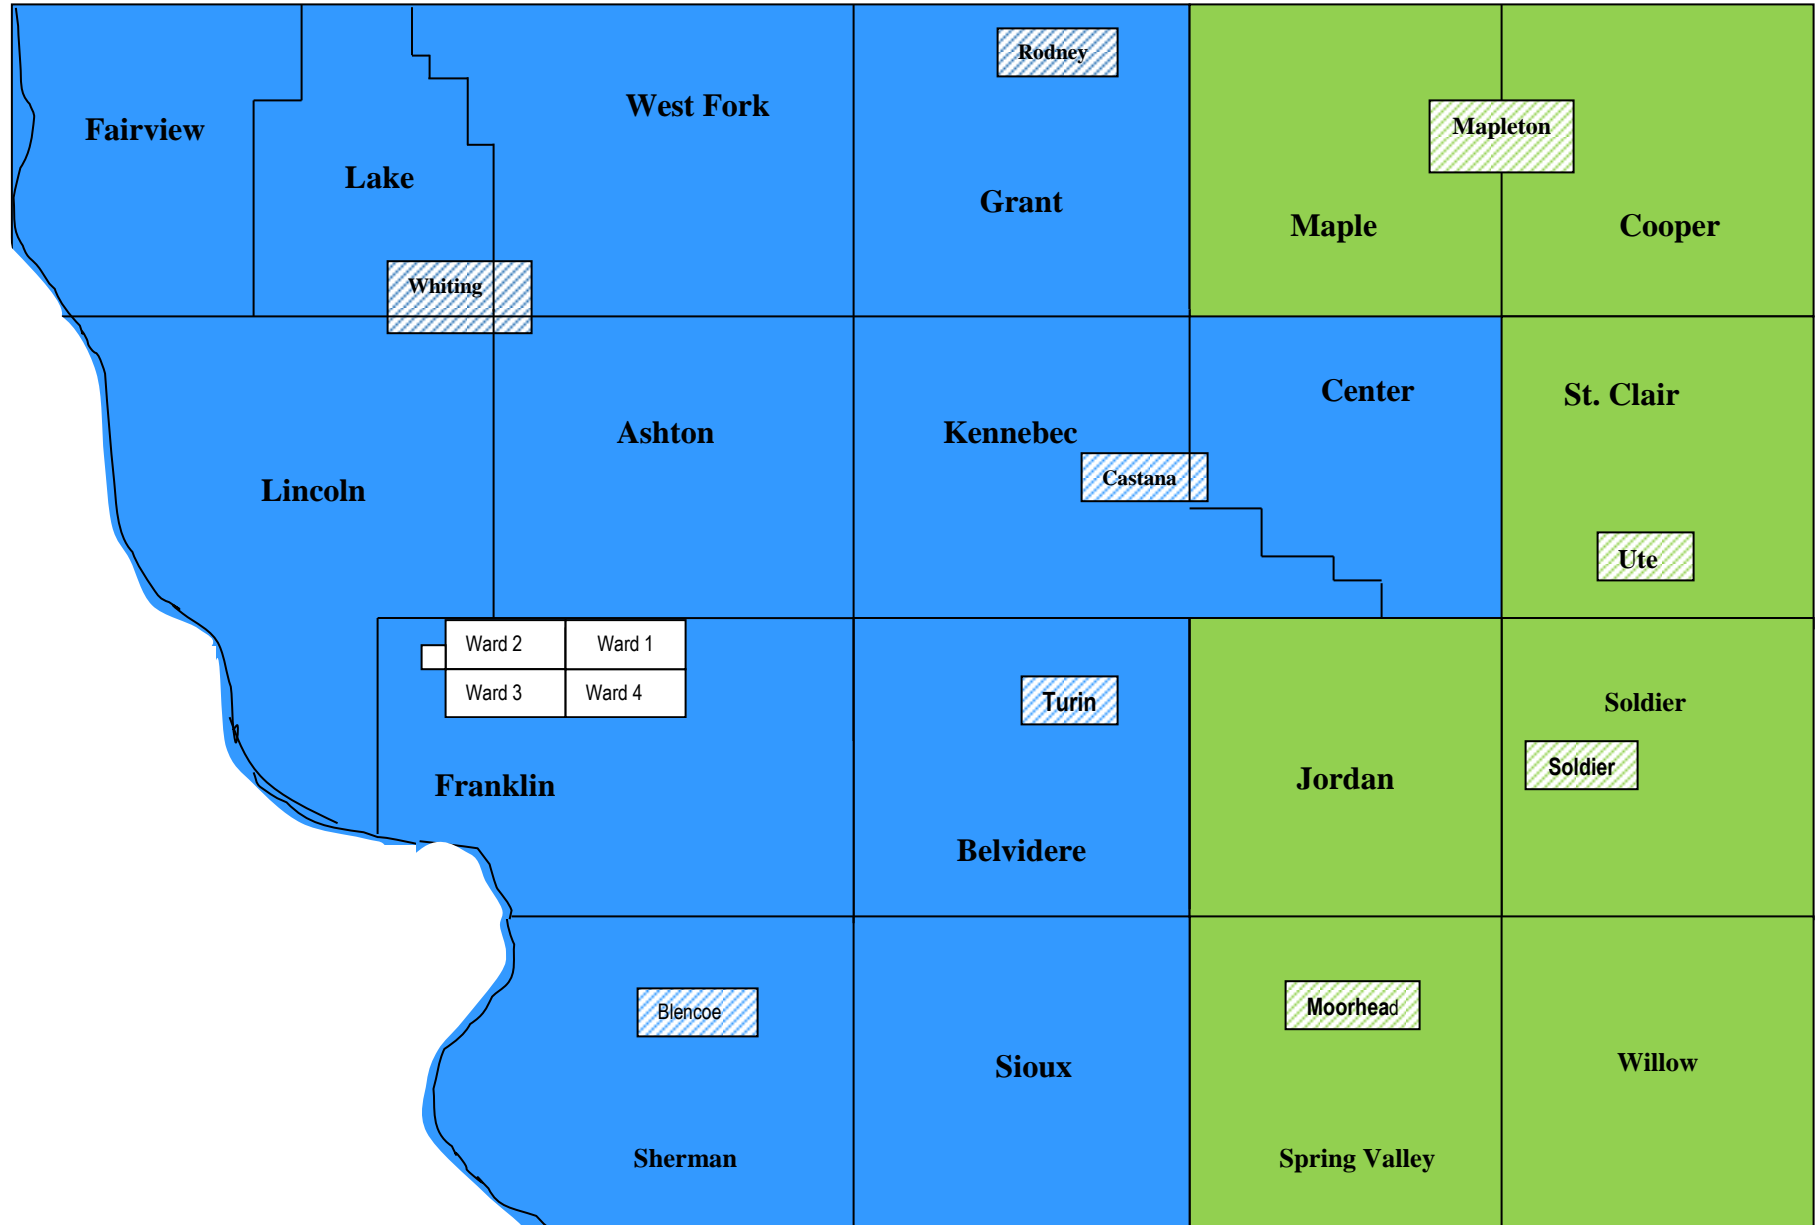 Rodney
West Fork
Fairview
Mapleton
Lake
Grant
Maple
Cooper
Whiting
Center
St. Clair
Ashton
Kennebec
Castana
Lincoln
Ute
Ward 2
Ward 1
Ward 3
Ward 4
Turin
Soldier
Soldier
Jordan
Franklin
Belvidere
Moorhead
Blencoe
Sioux
Willow
Sherman
Spring Valley